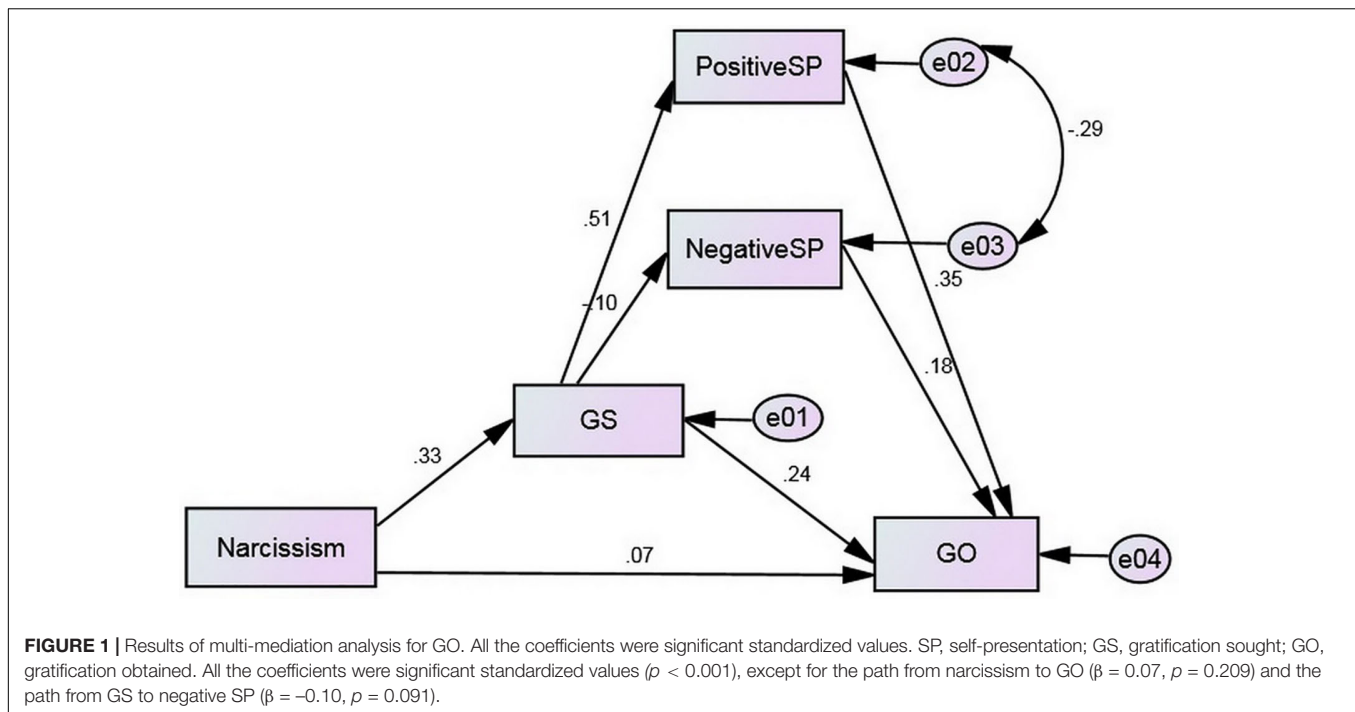 PositiveSP
e02
-.29
.51
NegativeSP
e03
.35
-.10
.18
GS
e01
.33
.24
Narcissism
.07
GO
e04
FIGURE 1 | Results of multi-mediation analysis for GO. All the coefficients were significant standardized values. SP, self-presentation; GS, gratification sought; GO,
gratification obtained. All the coefficients were significant standardized values (p < 0.001), except for the path from narcissism to GO (β = 0.07, p = 0.209) and the
path from GS to negative SP (β = –0.10, p = 0.091).